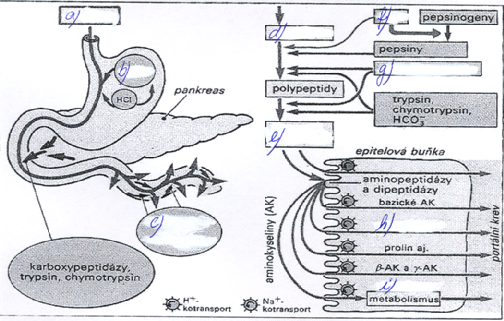 a)
b)
HCl
pankreas
c)
karboxypeptidázy,
trypsin, chymotrypsin
H⁺-
kotransport
Na⁺-
kotransport
d)
f)
pepsinogeny
pepsiny
g)
polypeptidy
trypsin,
chymotrypsin,
HCO₃⁻
e)
epitelová buňka
aminokyseliny (AK)
aminopeptidázy
a dipeptidázy
bazické AK
h)
prolin aj.
β-AK a γ-AK
i)
metabolismus
portální krev